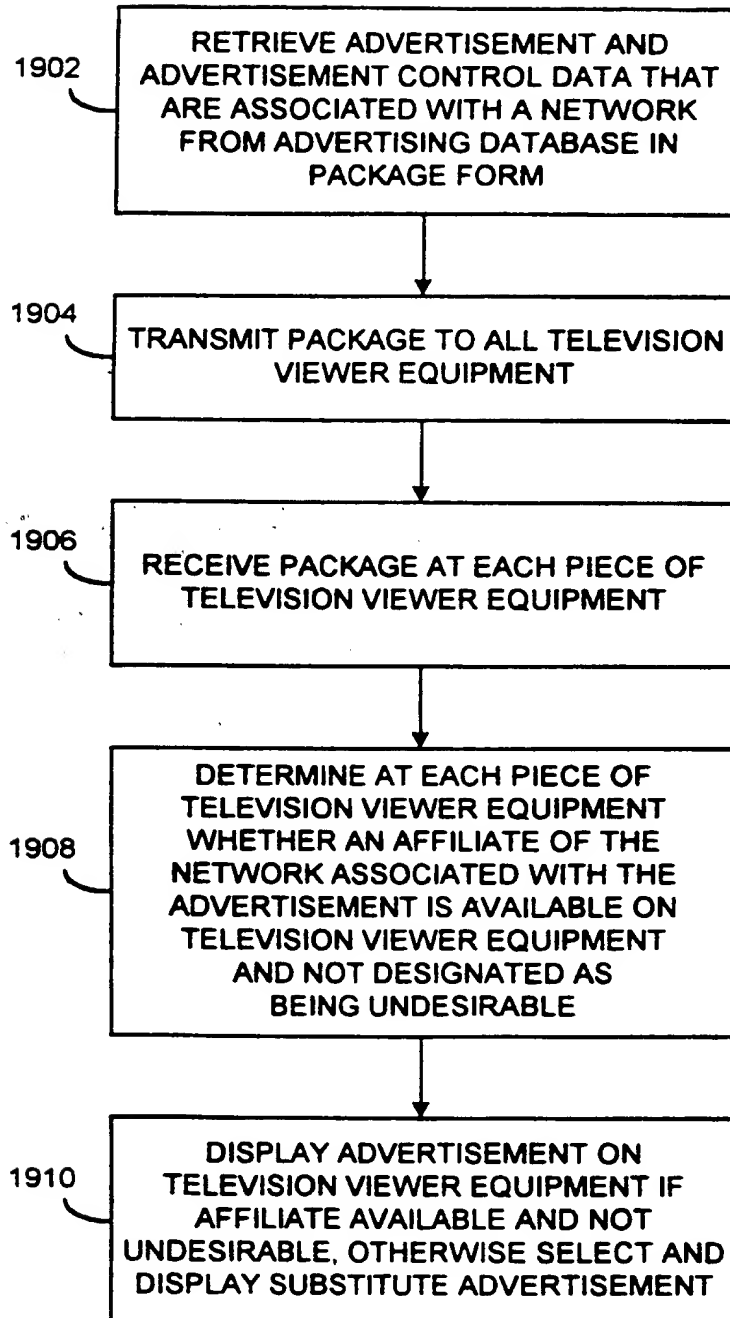 1902
RETRIEVE ADVERTISEMENT AND
ADVERTISEMENT CONTROL DATA THAT
ARE ASSOCIATED WITH A NETWORK
FROM ADVERTISING DATABASE IN
PACKAGE FORM
1904
TRANSMIT PACKAGE TO ALL TELEVISION
VIEWER EQUIPMENT
1906
RECEIVE PACKAGE AT EACH PIECE OF
TELEVISION VIEWER EQUIPMENT
1908
DETERMINE AT EACH PIECE OF
TELEVISION VIEWER EQUIPMENT
WHETHER AN AFFILIATE OF THE
NETWORK ASSOCIATED WITH THE
ADVERTISEMENT IS AVAILABLE ON
TELEVISION VIEWER EQUIPMENT
AND NOT DESIGNATED AS
BEING UNDESIRABLE
1910
DISPLAY ADVERTISEMENT ON
TELEVISION VIEWER EQUIPMENT IF
AFFILIATE AVAILABLE AND NOT
UNDESIRABLE, OTHERWISE SELECT AND
DISPLAY SUBSTITUTE ADVERTISEMENT